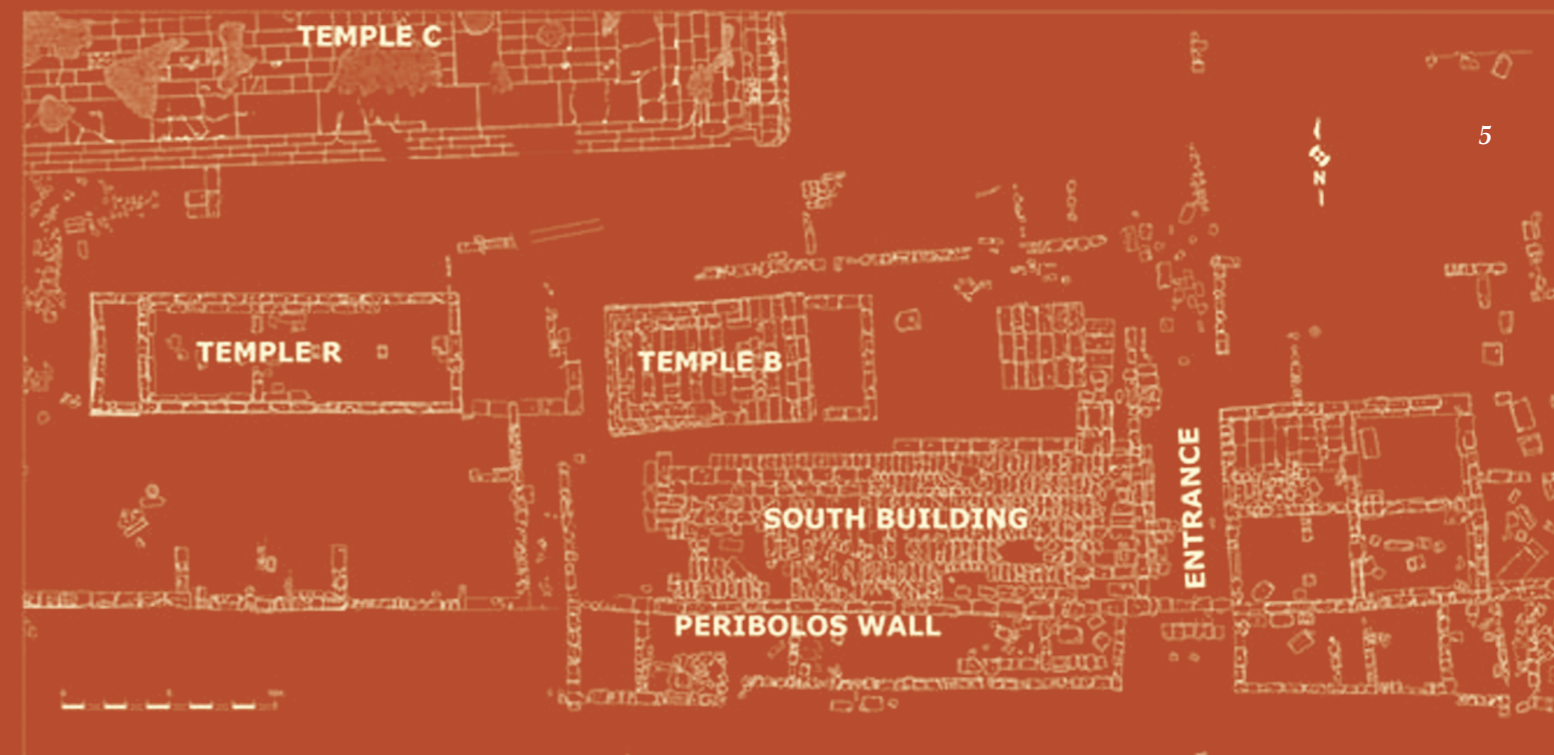 TEMPLE C
5
N
TEMPLE R
TEMPLE B
ENTRANCE
SOUTH BUILDING
PERIBOLOS WALL